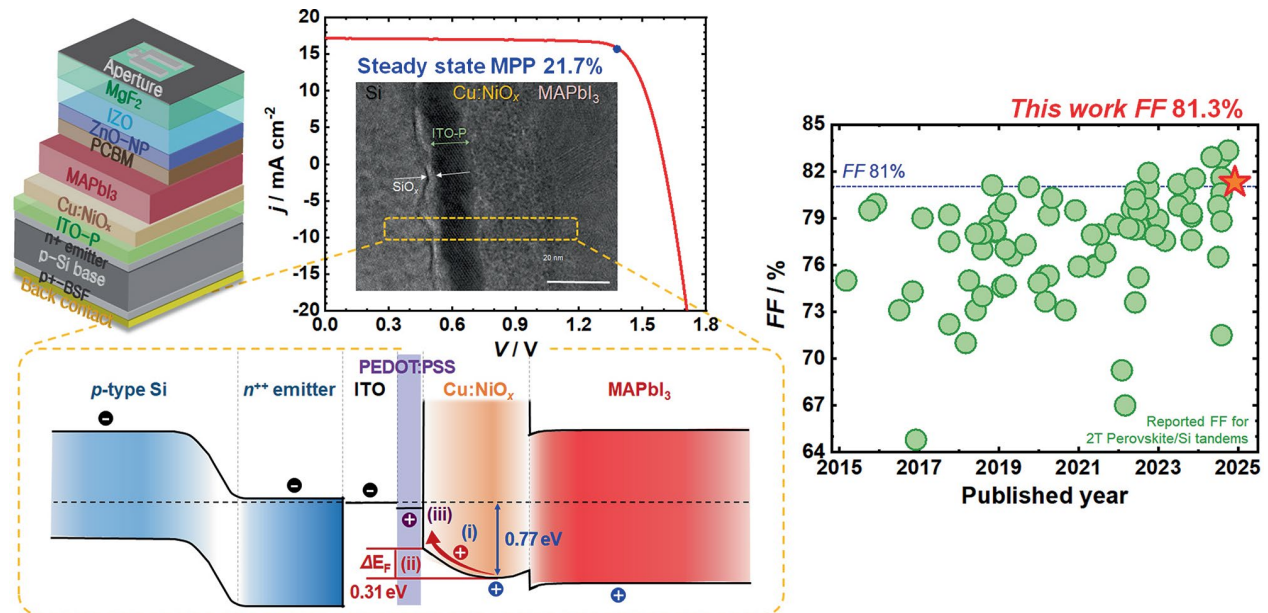 Aperture
MgF₂
IZO
ZnO-NP
PCBM
MAPbI₃
Cu:NiOₓ
ITO-P
n+ emitter
p-Si base
p+-BSF
Back contact
j / mA cm⁻²
20
15
10
5
0
-5
-10
-15
-20
0.0 0.3 0.6 0.9 1.2 1.5 1.8
V / V
Steady state MPP 21.7%
Si Cu:NiOₓ MAPbI₃
ITO-P
SiOₓ
20 nm
This work FF 81.3%
FF / %
85
82
79
76
73
70
67
64
FF 81%
Reported FF for
2T Perovskite/Si tandems
2015 2017 2019 2021 2023 2025
Published year
PEDOT:PSS
p-type Si n⁺⁺ emitter ITO Cu:NiOₓ MAPbI₃
(iii)
(i)
0.77 eV
ΔE_F (ii)
0.31 eV